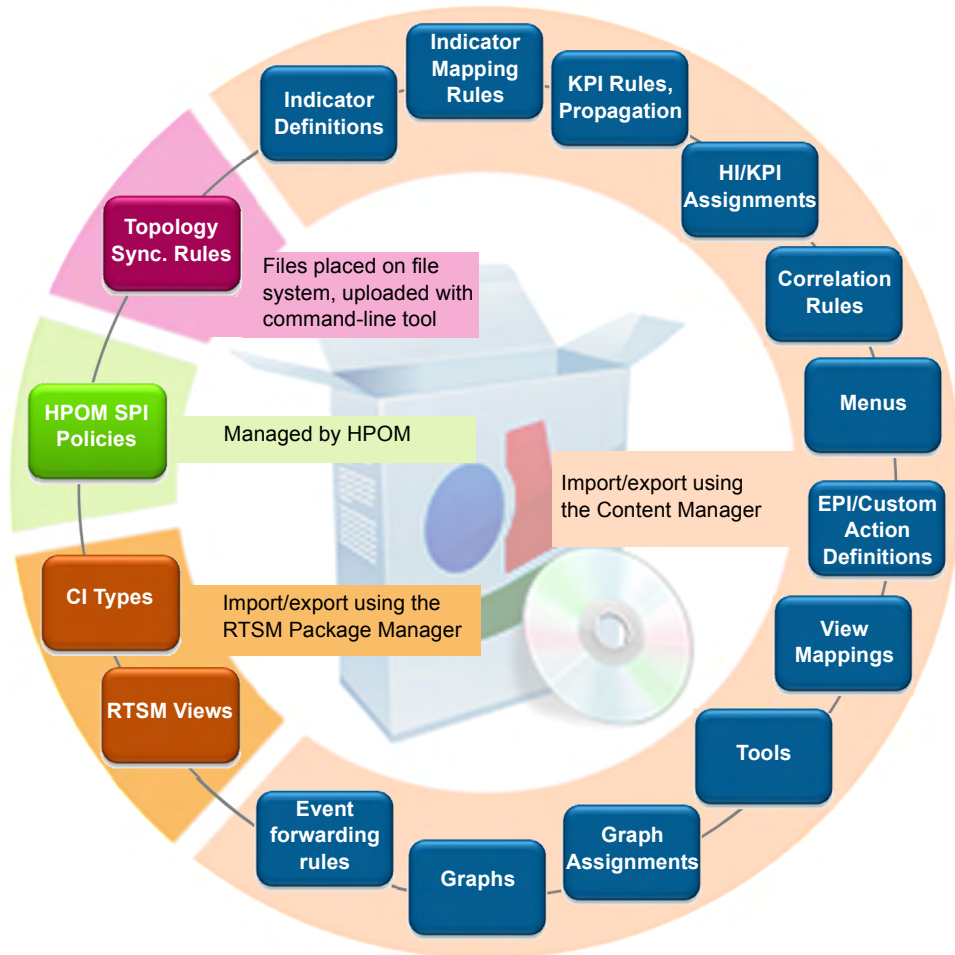 Indicator
Mapping
Rules
KPI Rules,
Propagation
Indicator
Definitions
HI/KPI
Assignments
Topology
Sync. Rules
Files placed on file
system, uploaded with
command-line tool
Correlation
Rules
HPOM SPI
Policies
Managed by HPOM
Menus
Import/export using
the Content Manager
EPI/Custom
Action
Definitions
CI Types
Import/export using the
RTSM Package Manager
View
Mappings
RTSM Views
Tools
Event
forwarding
rules
Graphs
Graph
Assignments